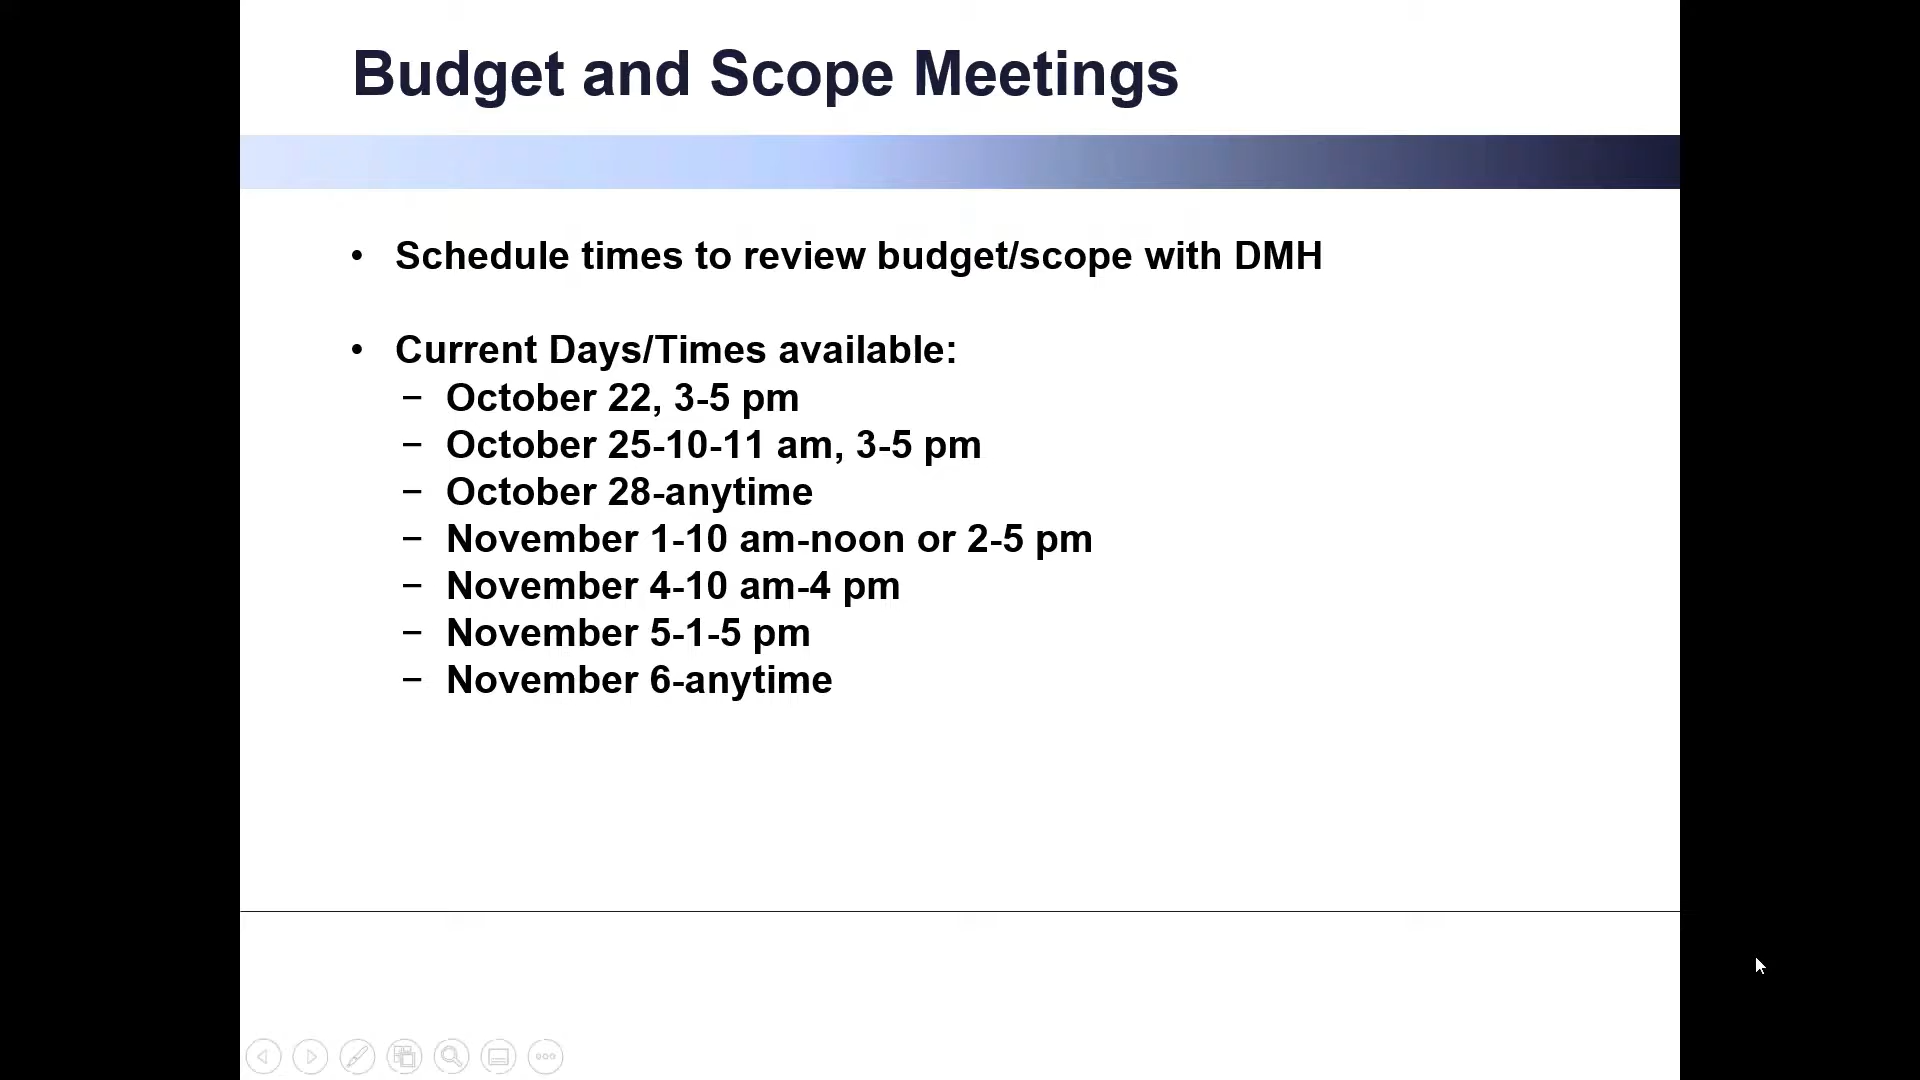 Budget and Scope Meetings
• Schedule times to review budget/scope with DMH
• Current Days/Times available:
– October 22, 3-5 pm
– October 25-10-11 am, 3-5 pm
– October 28-anytime
– November 1-10 am-noon or 2-5 pm
– November 4-10 am-4 pm
– November 5-1-5 pm
– November 6-anytime